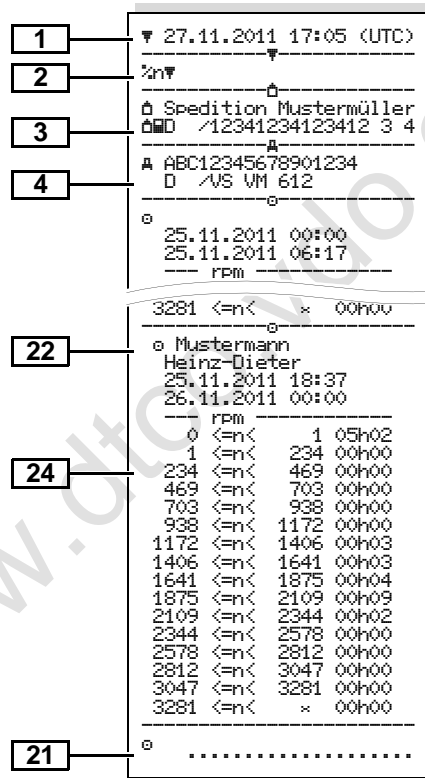 1
▼ 27.11.2011 17:05 (UTC)
2
%n▼
Spedition Mustermüller
3
D /12341234123412 3 4
A ABC12345678901234
4
D /VS VM 612
25.11.2011 00:00
25.11.2011 06:17
--- rpm ---
3281 <=n< × 00h00
22
Mustermann
Heinz-Dieter
25.11.2011 18:37
26.11.2011 00:00
--- rpm ---
0 <=n< 1 05h02
1 <=n< 234 00h00
24
234 <=n< 469 00h00
469 <=n< 703 00h00
703 <=n< 938 00h00
938 <=n< 1172 00h00
1172 <=n< 1406 00h03
1406 <=n< 1641 00h03
1641 <=n< 1875 00h04
1875 <=n< 2109 00h09
2109 <=n< 2344 00h02
2344 <=n< 2578 00h00
2578 <=n< 2812 00h00
2812 <=n< 3047 00h00
3047 <=n< 3281 00h00
3281 <=n< × 00h00
21
....................
www.dtco.vdo